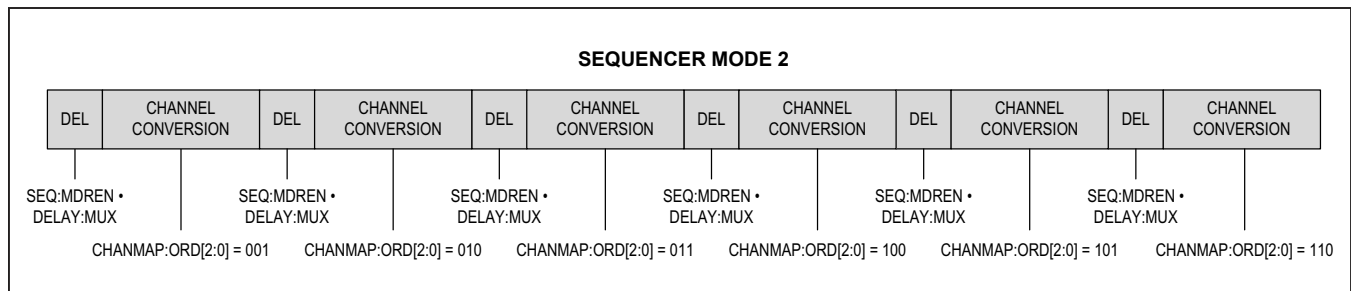 SEQUENCER MODE 2
DEL
CHANNEL
CONVERSION
DEL
CHANNEL
CONVERSION
DEL
CHANNEL
CONVERSION
DEL
CHANNEL
CONVERSION
DEL
CHANNEL
CONVERSION
DEL
CHANNEL
CONVERSION
SEQ:MDREN •
DELAY:MUX
SEQ:MDREN •
DELAY:MUX
SEQ:MDREN •
DELAY:MUX
SEQ:MDREN •
DELAY:MUX
SEQ:MDREN •
DELAY:MUX
SEQ:MDREN •
DELAY:MUX
CHANMAP:ORD[2:0] = 001
CHANMAP:ORD[2:0] = 010
CHANMAP:ORD[2:0] = 011
CHANMAP:ORD[2:0] = 100
CHANMAP:ORD[2:0] = 101
CHANMAP:ORD[2:0] = 110